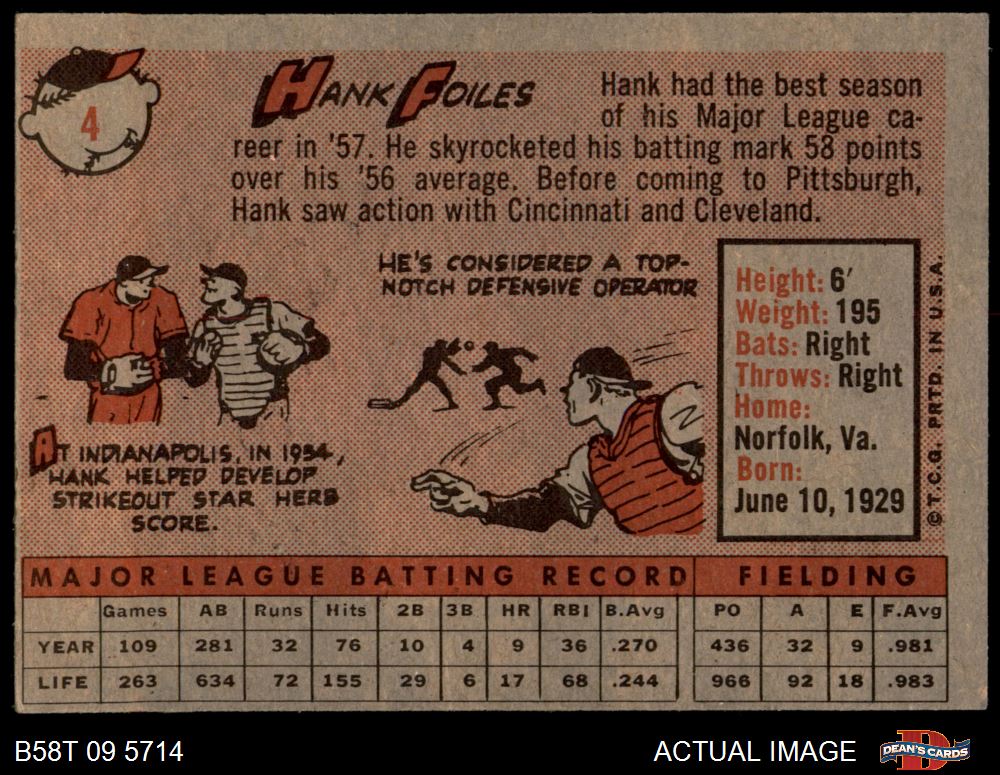 4
HANK FOILES
Hank had the best season
of his Major League ca-
reer in '57. He skyrocketed his batting mark 58 points
over his '56 average. Before coming to Pittsburgh,
Hank saw action with Cincinnati and Cleveland.
HE'S CONSIDERED A TOP-
NOTCH DEFENSIVE OPERATOR
AT INDIANAPOLIS, IN 1954,
HANK HELPED DEVELOP
STRIKEOUT STAR HERB
SCORE.
Height: 6'
Weight: 195
Bats: Right
Throws: Right
Home:
Norfolk, Va.
Born:
June 10, 1929
© T.C.G. PRTD. IN U.S.A.
MAJOR LEAGUE BATTING RECORD FIELDING
Games AB Runs Hits 2B 3B HR RBI B.Avg PO A E F.Avg
YEAR 109 281 32 76 10 4 9 36 .270 436 32 9 .981
LIFE 263 634 72 155 29 6 17 68 .244 966 92 18 .983
B58T 09 5714 ACTUAL IMAGE DEAN'S CARDS